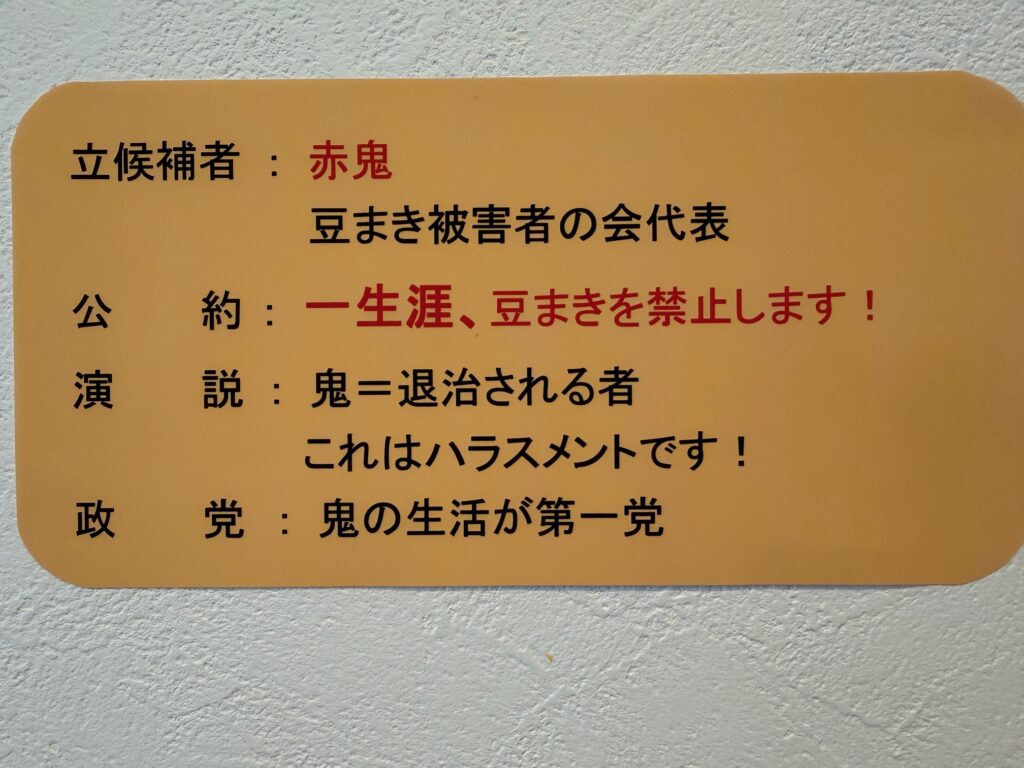 立候補者 : 赤鬼
豆まき被害者の会代表
公 約 : 一生涯、豆まきを禁止します!
演 説 : 鬼=退治される者
これはハラスメントです!
政 党 : 鬼の生活が第一党